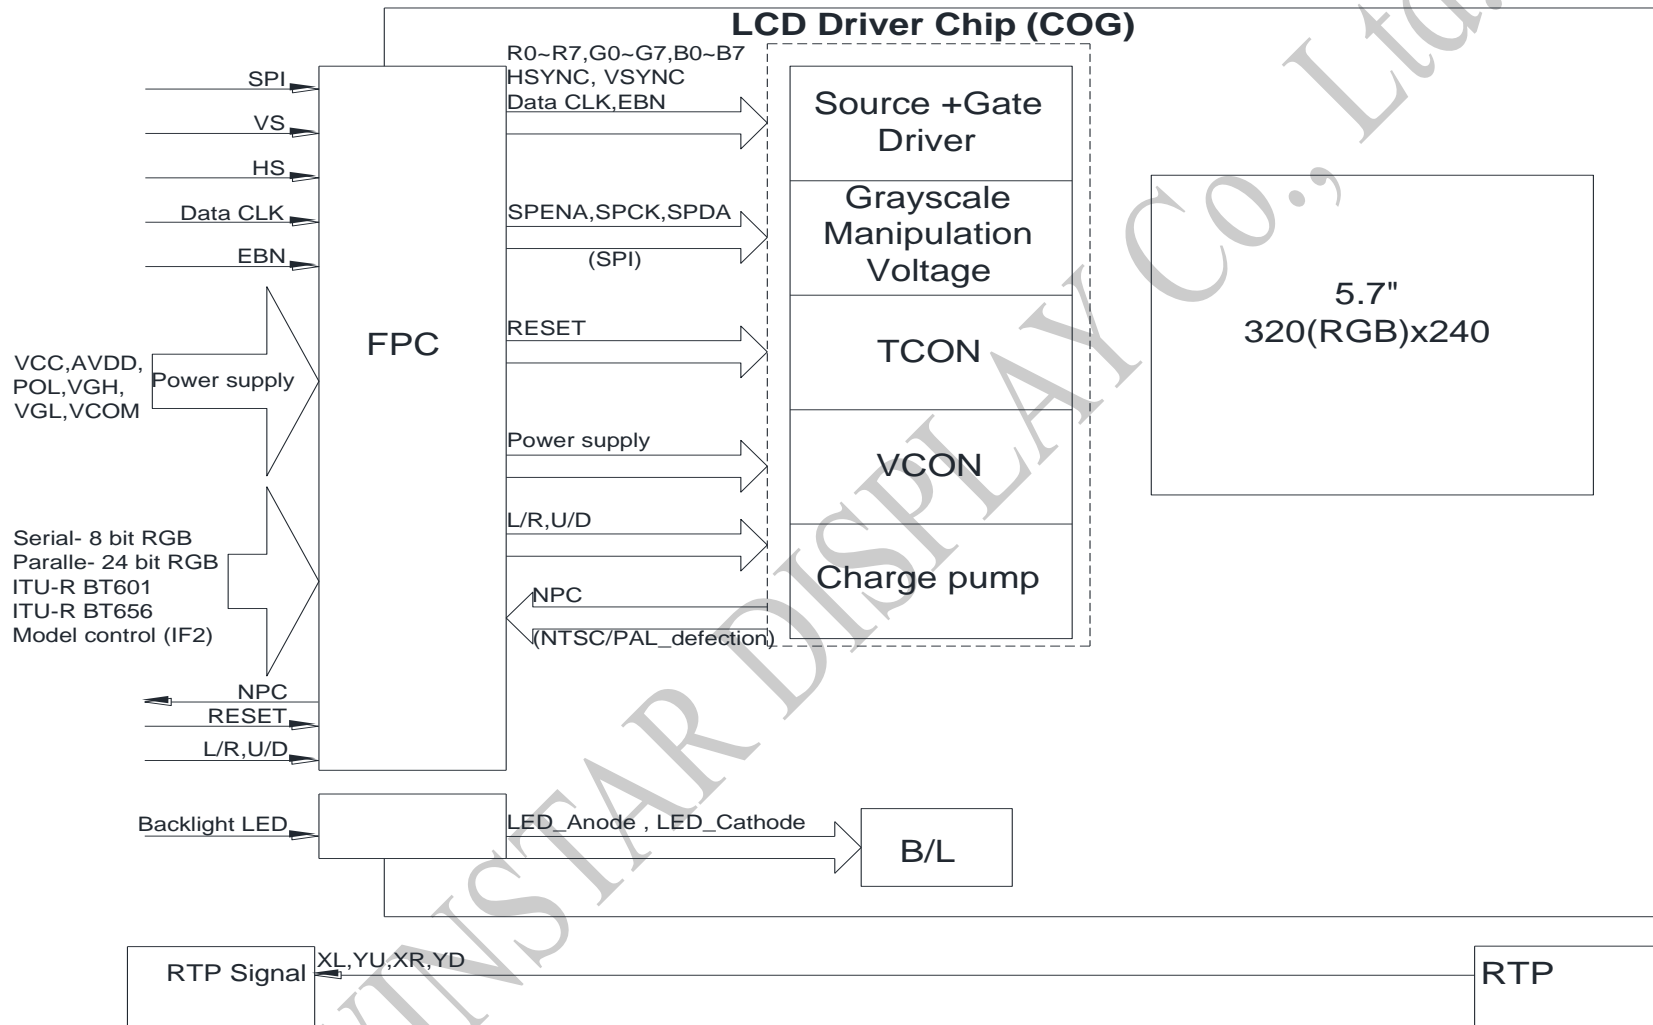 LCD Driver Chip (COG)
R0~R7,G0~G7,B0~B7
HSYNC, VSYNC
Data CLK,EBN
SPI
VS
HS
Data CLK
EBN
VCC,AVDD,
POL,VGH,
VGL,VCOM
Power supply
Serial- 8 bit RGB
Paralle- 24 bit RGB
ITU-R BT601
ITU-R BT656
Model control (IF2)
NPC
RESET
L/R,U/D
FPC
SPENA,SPCK,SPDA
(SPI)
RESET
Power supply
L/R,U/D
NPC
(NTSC/PAL_defection)
Source +Gate
Driver
Grayscale
Manipulation
Voltage
TCON
VCON
Charge pump
5.7"
320(RGB)x240
Backlight LED
LED_Anode , LED_Cathode
B/L
RTP Signal
XL,YU,XR,YD
RTP
WINSTAR DISPLAY Co., Ltd.